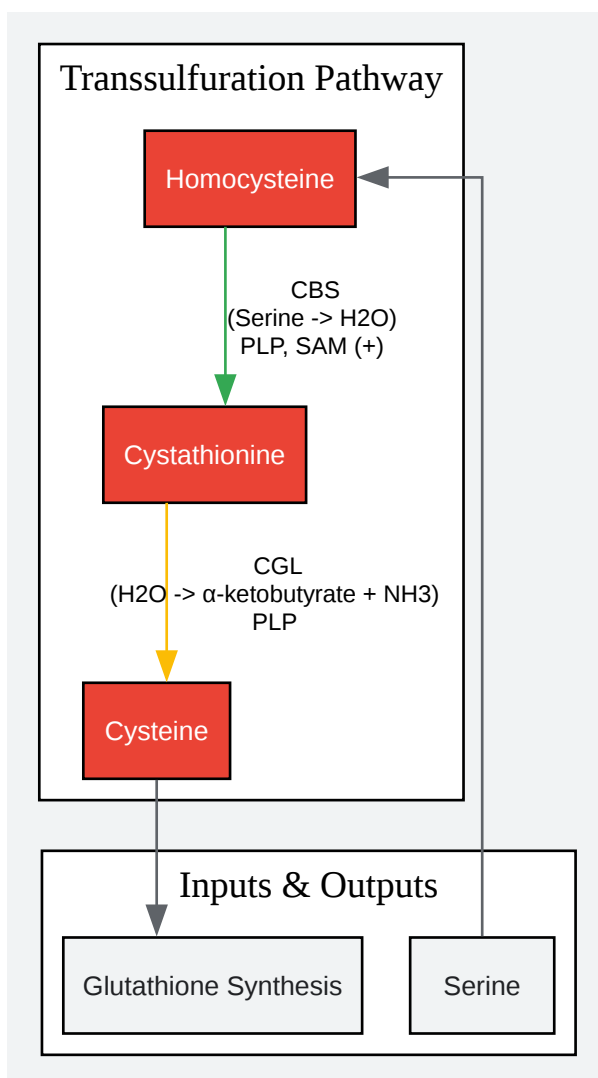 Transsulfuration Pathway
Homocysteine
CBS
(Serine -> H2O)
PLP, SAM (+)
Cystathionine
CGL
(H2O -> α-ketobutyrate + NH3)
PLP
Cysteine
Inputs & Outputs
Glutathione Synthesis
Serine